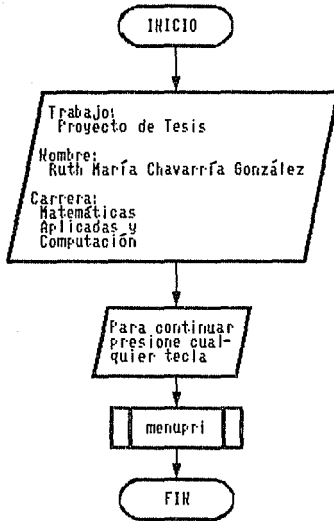 INICIO
Trabajo:
Proyecto de Tesis
Nombre:
Ruth María Chavarría González
Carrera:
Matemáticas
Aplicadas y
Computación
Para continuar
presione cual-
quier tecla
menupri
FIN